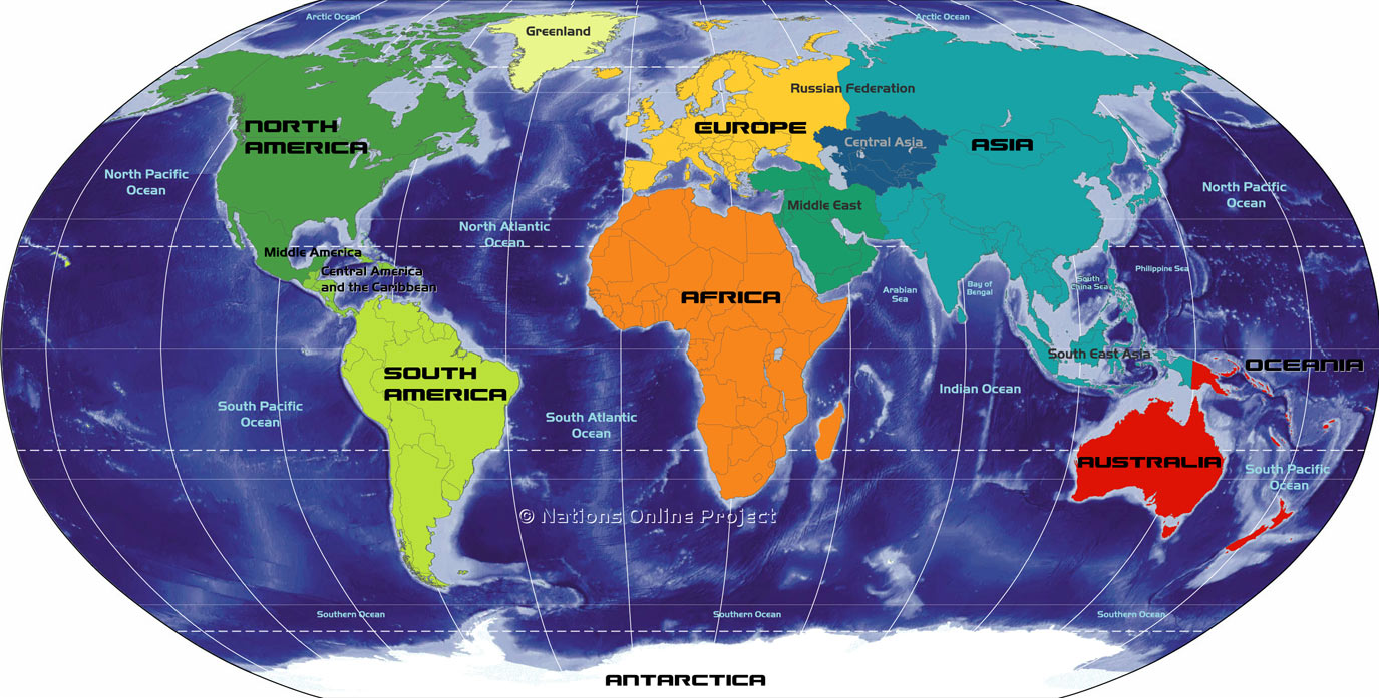 Arctic Ocean
Arctic Ocean
Greenland
Russian Federation
NORTH
AMERICA
EUROPE
Central Asia
ASIA
North Pacific
Ocean
North Pacific
Ocean
Middle East
North Atlantic
Ocean
Middle America
Central America
and the Caribbean
Philippine Sea
South
China Sea
Bay of
Bengal
Arabian
Sea
AFRICA
South East Asia
OCEANIA
SOUTH
AMERICA
Indian Ocean
South Pacific
Ocean
South Atlantic
Ocean
AUSTRALIA
South Pacific
Ocean
© Nations Online Project
Southern Ocean
Southern Ocean
Southern Ocean
ANTARCTICA